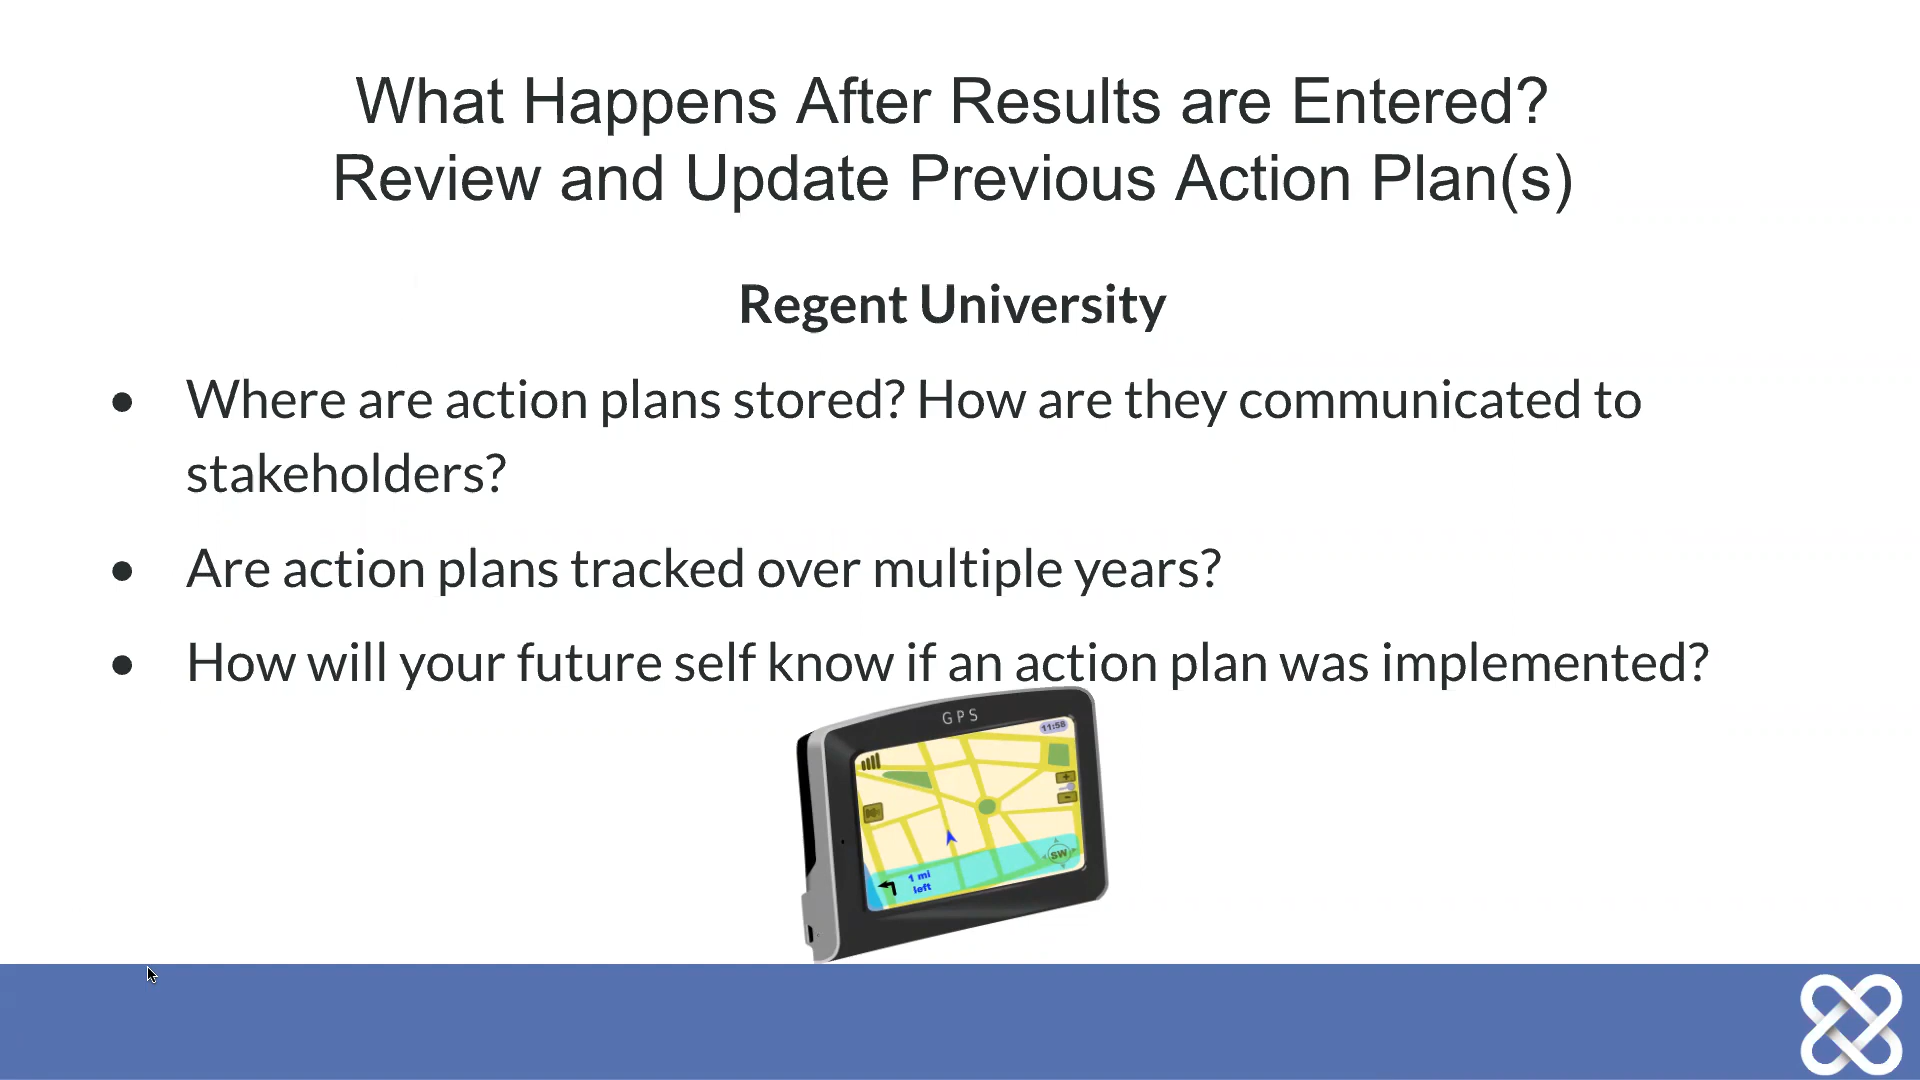 What Happens After Results are Entered?
Review and Update Previous Action Plan(s)
Regent University
• Where are action plans stored? How are they communicated to
stakeholders?
• Are action plans tracked over multiple years?
• How will your future self know if an action plan was implemented?
GPS
11:58
+
-
SW
1 mi
left